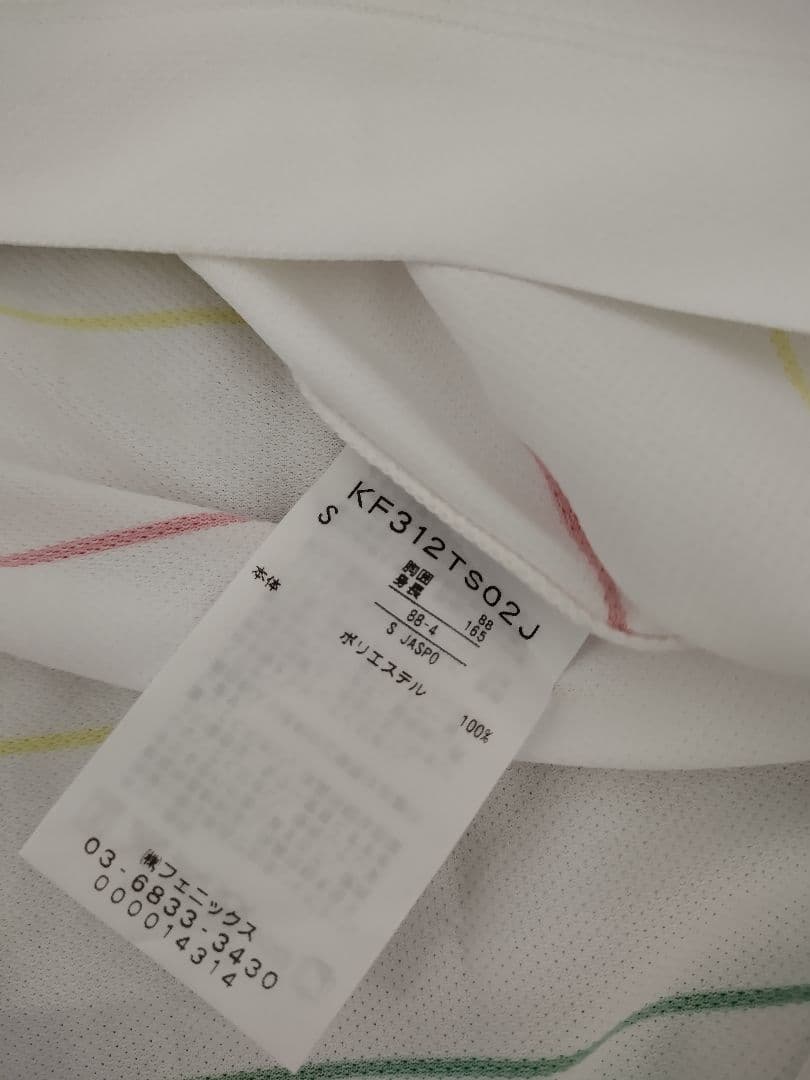 KF312TS02J
S
胸囲 88
身長 165
88-4
S JASPO
本体
ポリエステル 100%
㈱フェニックス
03-6833-3430
000014314